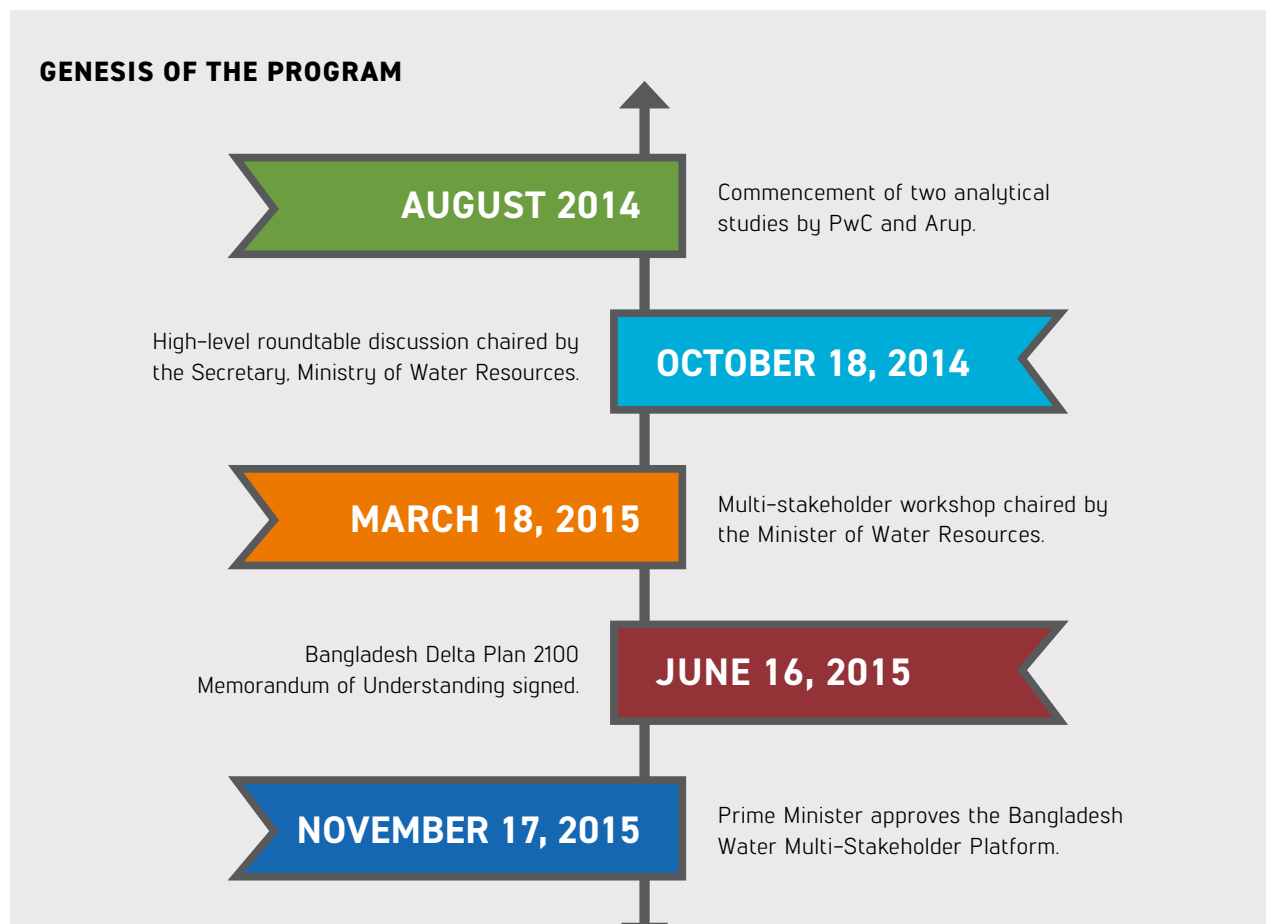 GENESIS OF THE PROGRAM
AUGUST 2014
Commencement of two analytical
studies by PwC and Arup.
High-level roundtable discussion chaired by
the Secretary, Ministry of Water Resources.
OCTOBER 18, 2014
MARCH 18, 2015
Multi-stakeholder workshop chaired by
the Minister of Water Resources.
Bangladesh Delta Plan 2100
Memorandum of Understanding signed.
JUNE 16, 2015
NOVEMBER 17, 2015
Prime Minister approves the Bangladesh
Water Multi-Stakeholder Platform.